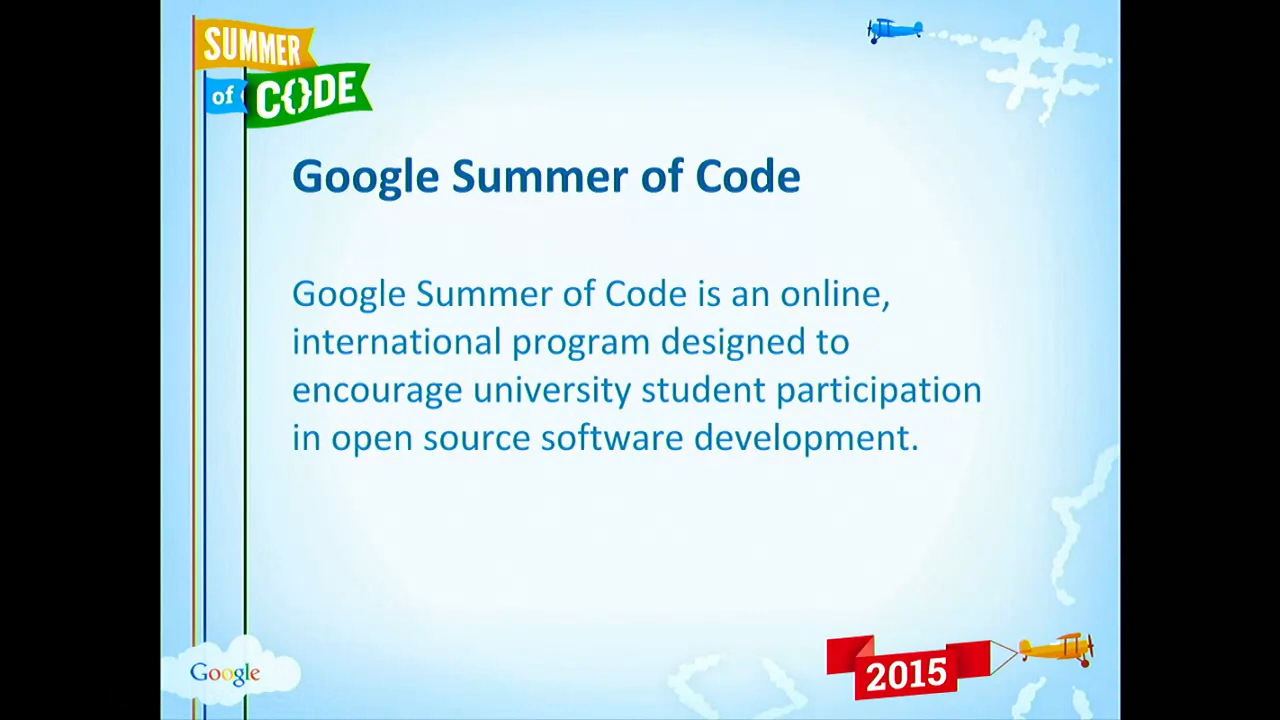 SUMMER
of CODE
#
Google Summer of Code
Google Summer of Code is an online,
international program designed to
encourage university student participation
in open source software development.
{
Google
< >
2015
#